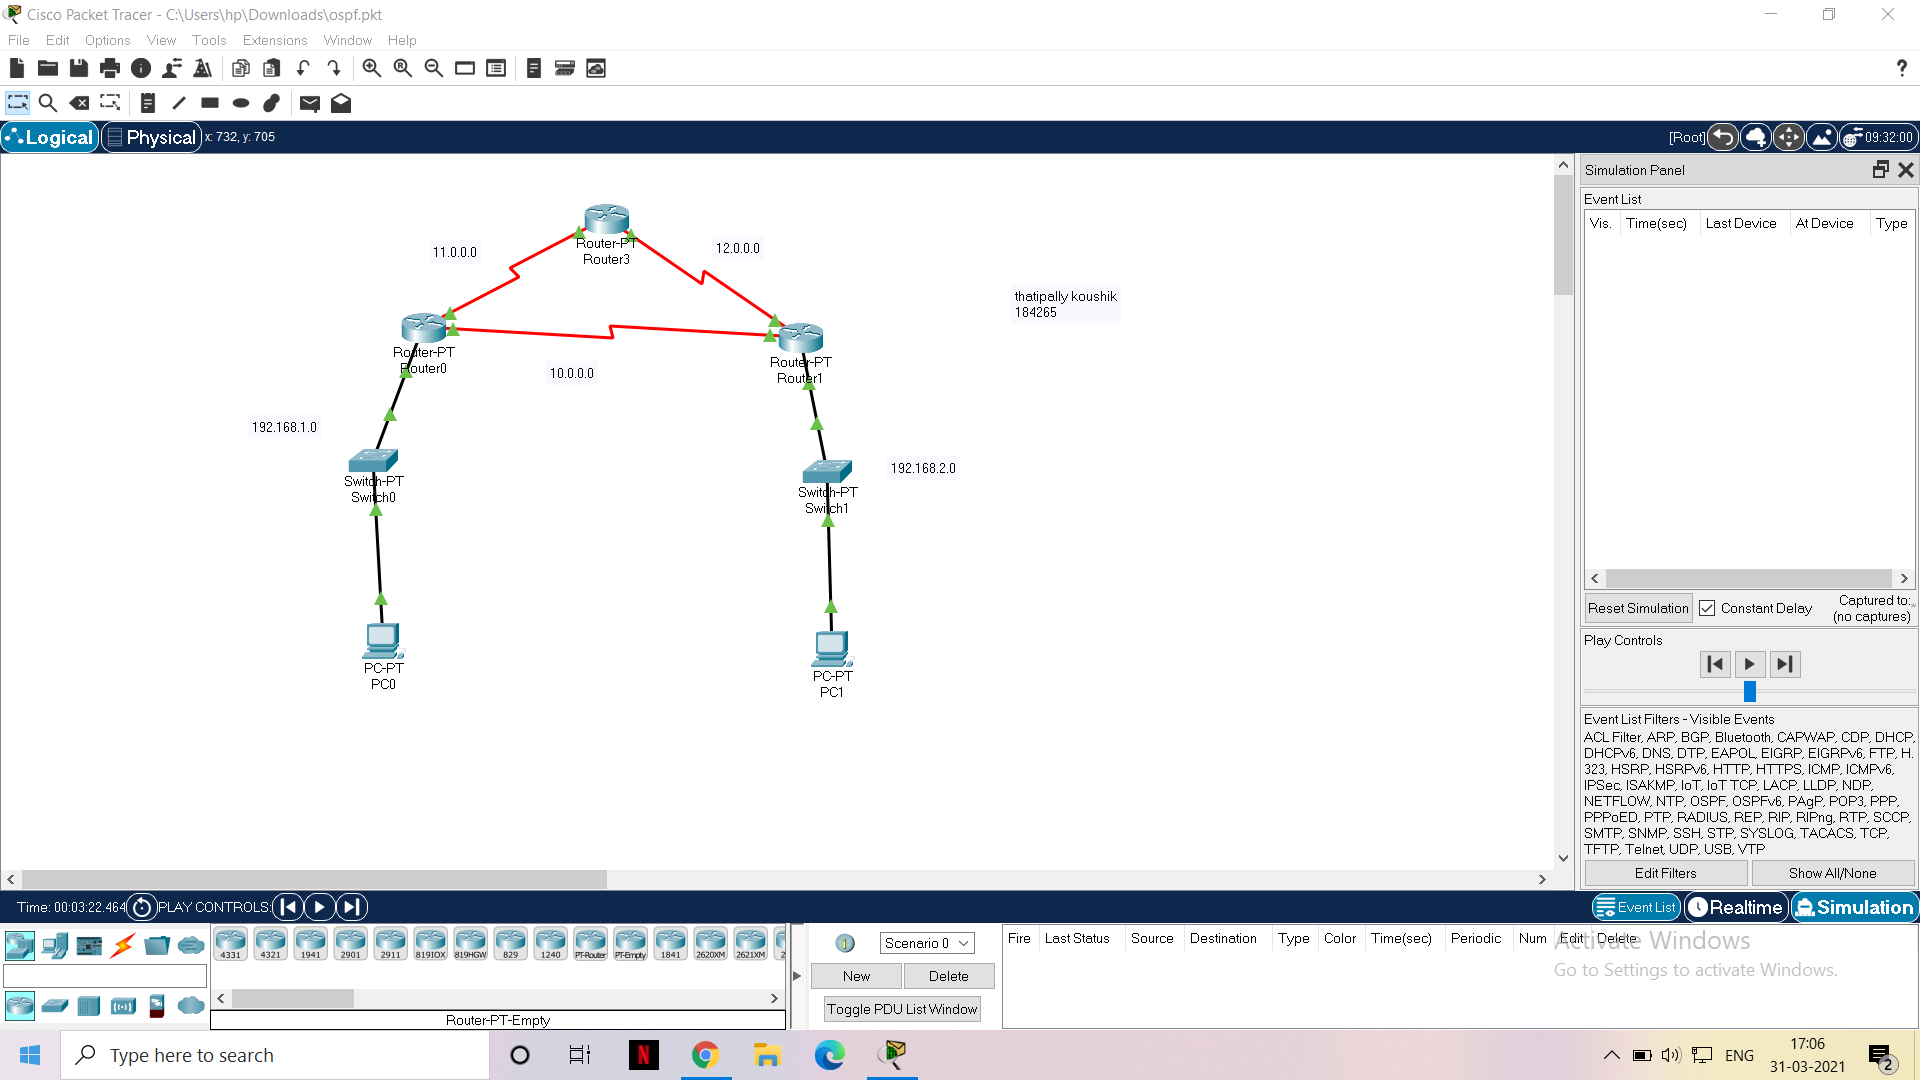 Cisco Packet Tracer - C:\Users\hp\Downloads\ospf.pkt
File Edit Options View Tools Extensions Window Help
?
Logical Physical x: 732, y: 705 [Root] 09:32:00
Simulation Panel
Event List
Vis. Time(sec) Last Device At Device Type
Router-PT
Router3
11.0.0.0
12.0.0.0
thatipally koushik
184265
Router-PT
Router0
Router-PT
Router1
10.0.0.0
192.168.1.0
192.168.2.0
Switch-PT
Switch0
Switch-PT
Switch1
PC-PT
PC0
PC-PT
PC1
Reset Simulation Constant Delay Captured to:
(no captures)
Play Controls
Event List Filters - Visible Events
ACL Filter, ARP, BGP, Bluetooth, CAPWAP, CDP, DHCP,
DHCPv6, DNS, DTP, EAPOL, EIGRP, EIGRPv6, FTP, H.
323, HSRP, HSRPv6, HTTP, HTTPS, ICMP, ICMPv6,
IPSec, ISAKMP, IoT, IoT TCP, LACP, LLDP, NDP,
NETFLOW, NTP, OSPF, OSPFv6, PAgP, POP3, PPP,
PPPoED, PTP, RADIUS, REP, RIP, RIPng, RTP, SCCP,
SMTP, SNMP, SSH, STP, SYSLOG, TACACS, TCP,
TFTP, Telnet, UDP, USB, VTP
Edit Filters Show All/None
Time: 00:03:22.464 PLAY CONTROLS: Event List Realtime Simulation
4331 4321 1941 2901 2911 819IOX 819HGW 829 1240 PT-Router PT-Empty 1841 2620XM 2621XM 2
Router-PT-Empty
1 Scenario 0
New Delete
Toggle PDU List Window
Fire Last Status Source Destination Type Color Time(sec) Periodic Num Edit Delete
Activate Windows
Go to Settings to activate Windows.
Type here to search
N
ENG
17:06
31-03-2021
2